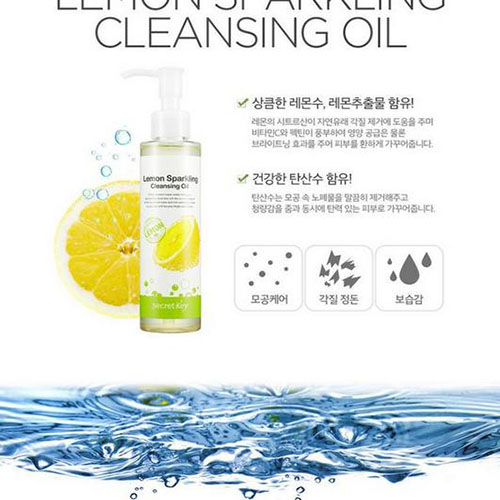 LEMON SPARKLING
CLEANSING OIL
상큼한 레몬수, 레몬추출물 함유!
레몬의 시트르산이 자연유래 각질 제거에 도움을 주며
비타민C와 펙틴이 풍부하여 영양 공급은 물론
브라이트닝 효과를 주어 피부를 환하게 가꾸어줍니다.
건강한 탄산수 함유!
탄산수는 모공 속 노폐물을 말끔히 제거해주고
청량감을 줌과 동시에 탄력 있는 피부로 가꾸어줍니다.
모공케어
각질 정돈
보습감
Lemon Sparkling
Cleansing Oil
LEMON
Secret Key